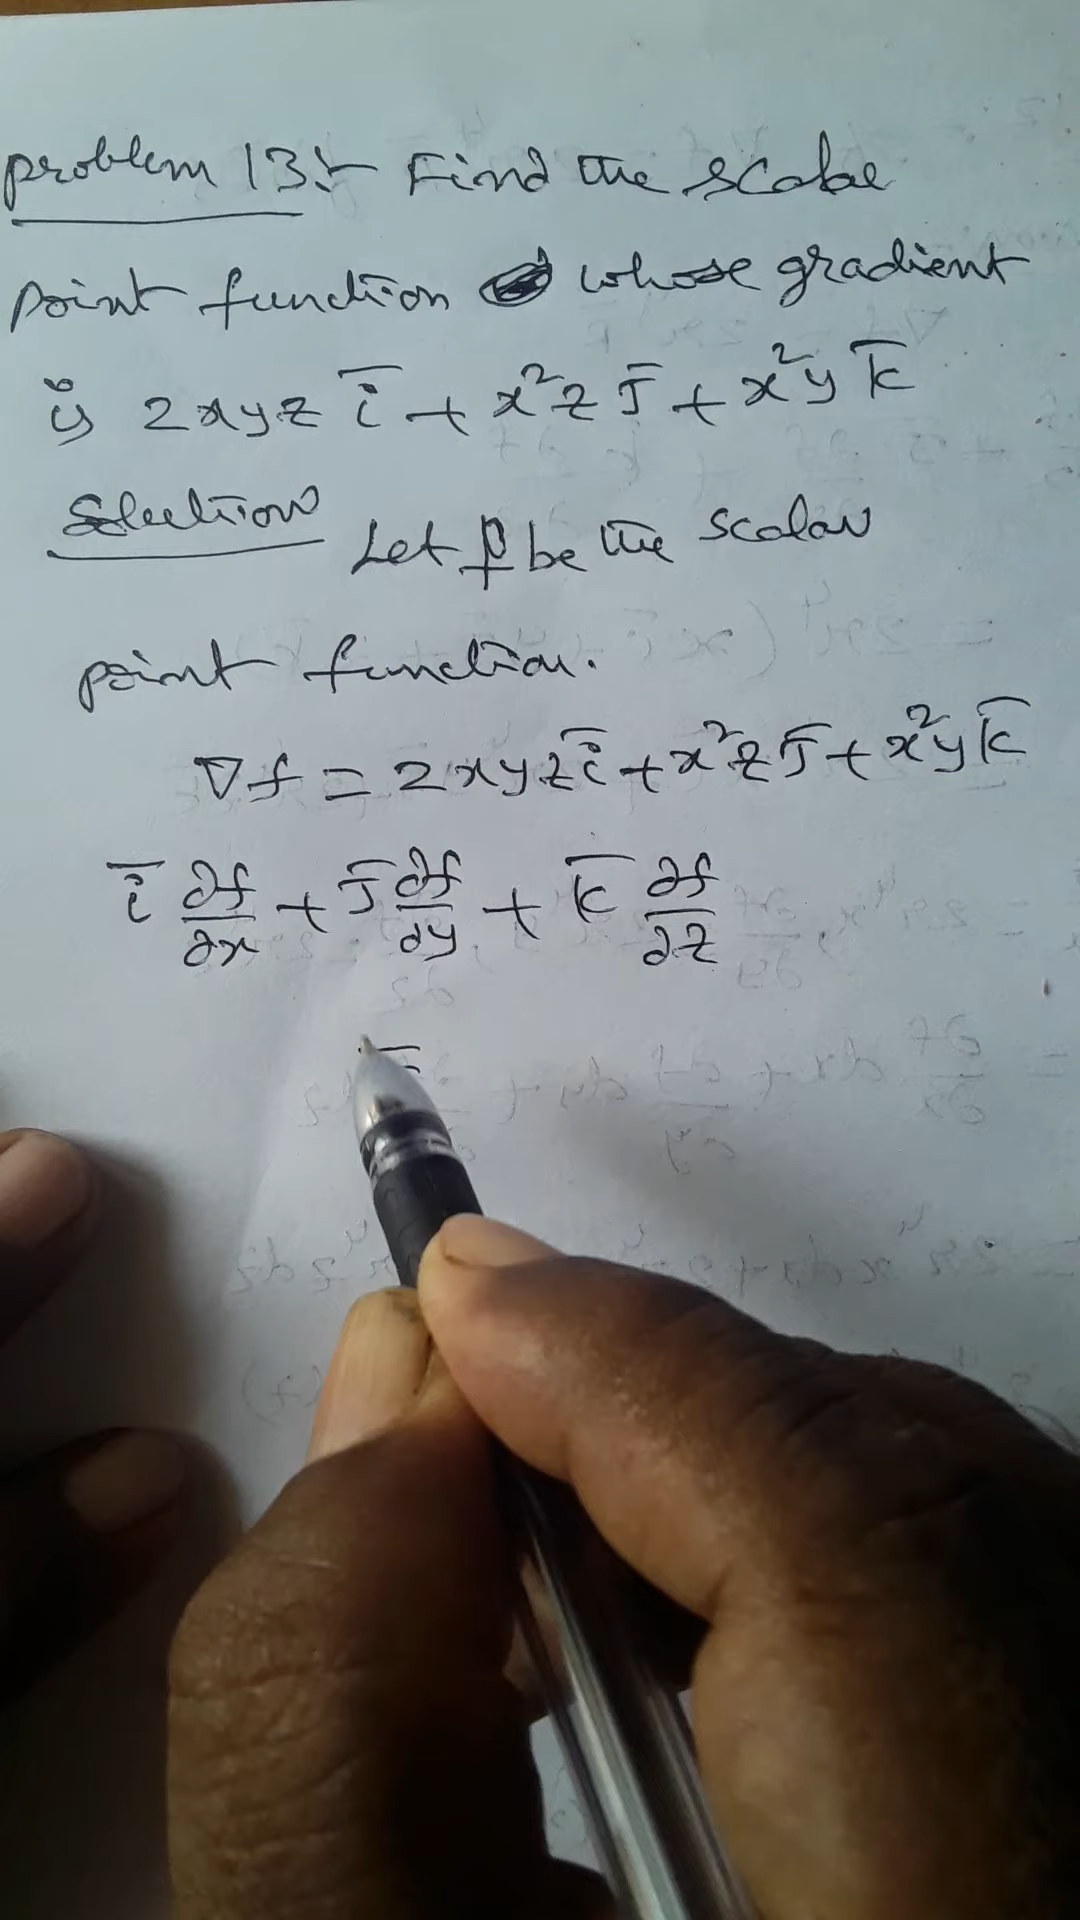 problem 13:- Find the scalar
point function whose gradient
is 2xyz i̅ + x²z j̅ + x²y k̅
Solution Let f be the scalar
point function.
∇f = 2xyz i̅ + x²z j̅ + x²y k̅
i̅ ∂f/∂x + j̅ ∂f/∂y + k̅ ∂f/∂z